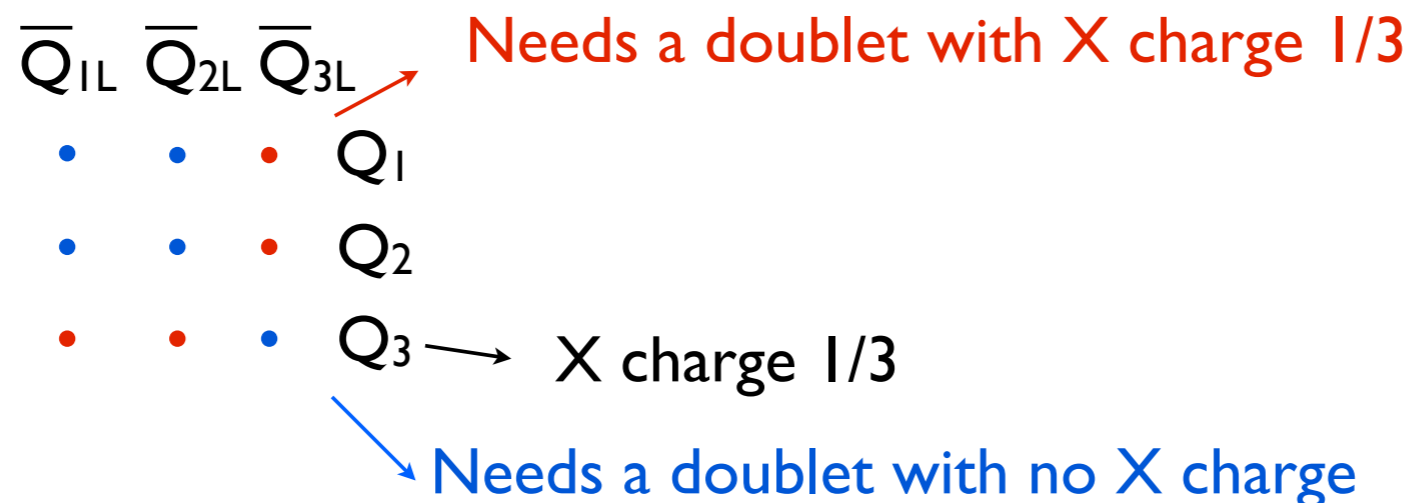 Needs a doublet with X charge 1/3
Q̅1L Q̅2L Q̅3L
Q1
Q2
Q3
X charge 1/3
Needs a doublet with no X charge